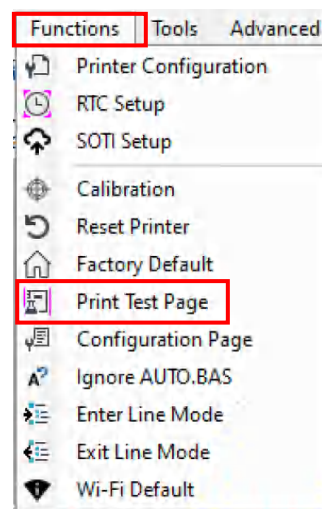 Functions Tools Advanced
Printer Configuration
RTC Setup
SOTI Setup
Calibration
Reset Printer
Factory Default
Print Test Page
Configuration Page
Ignore AUTO.BAS
Enter Line Mode
Exit Line Mode
Wi-Fi Default